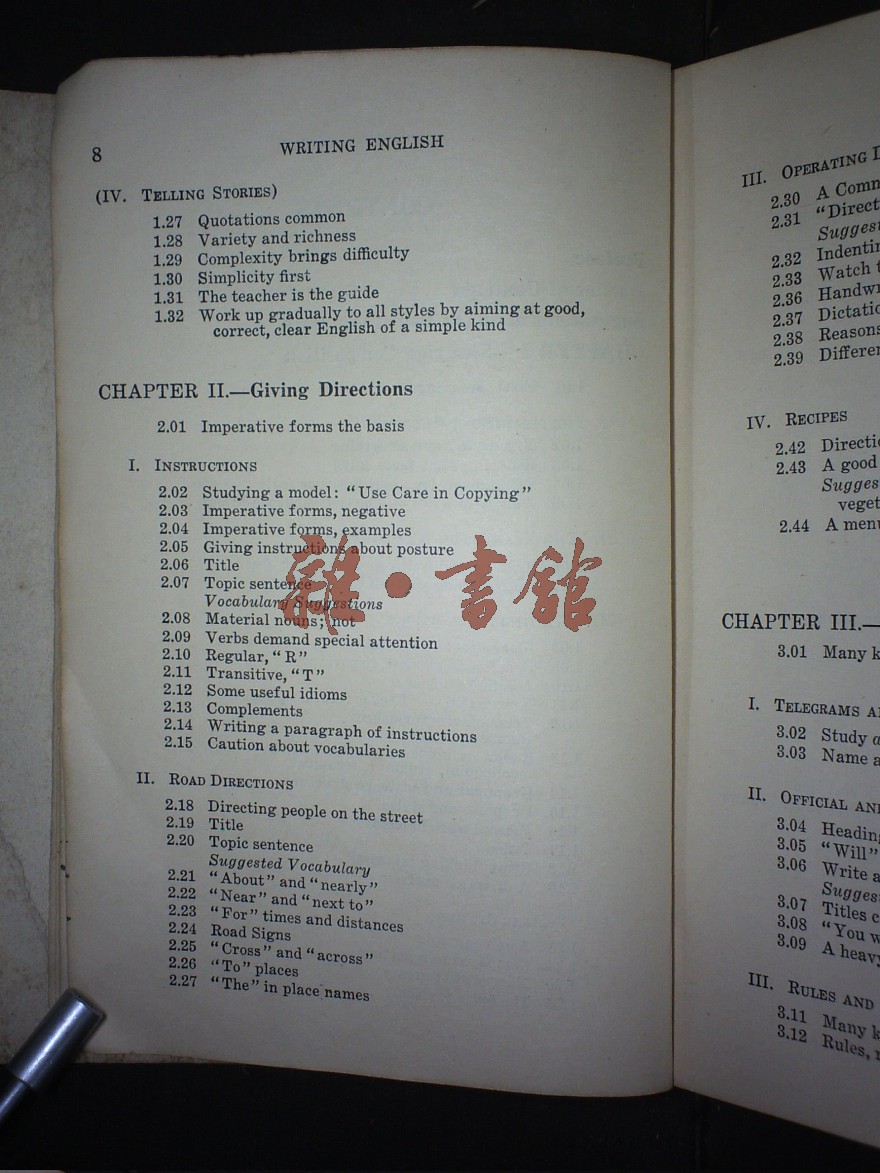 8
WRITING ENGLISH
(IV. TELLING STORIES)
1.27 Quotations common
1.28 Variety and richness
1.29 Complexity brings difficulty
1.30 Simplicity first
1.31 The teacher is the guide
1.32 Work up gradually to all styles by aiming at good,
correct, clear English of a simple kind
CHAPTER II.—Giving Directions
2.01 Imperative forms the basis
I. INSTRUCTIONS
2.02 Studying a model: “Use Care in Copying”
2.03 Imperative forms, negative
2.04 Imperative forms, examples
2.05 Giving instructions about posture
2.06 Title
2.07 Topic sentence
Vocabulary Suggestions
2.08 Material nouns; not
2.09 Verbs demand special attention
2.10 Regular, “R”
2.11 Transitive, “T”
2.12 Some useful idioms
2.13 Complements
2.14 Writing a paragraph of instructions
2.15 Caution about vocabularies
II. ROAD DIRECTIONS
2.18 Directing people on the street
2.19 Title
2.20 Topic sentence
Suggested Vocabulary
2.21 “About” and “nearly”
2.22 “Near” and “next to”
2.23 “For” times and distances
2.24 Road Signs
2.25 “Cross” and “across”
2.26 “To” places
2.27 “The” in place names
雜·書館
III. OPERATING
2.30 A
2.31 “Direct
2.32
2.33 Watch
2.36
2.37
2.38 Reasons
2.39
IV. RECIPES
2.42
2.43 A good
2.44 A
CHAPTER III.—
3.01 Many
I. TELEGRAMS
3.02 Study
3.03 Name
II. OFFICIAL
3.04
3.05 “Will”
3.06 Write
3.07 Titles
3.08 “You
3.09 A
III. RULES AND
3.11 Many
3.12 Rules,